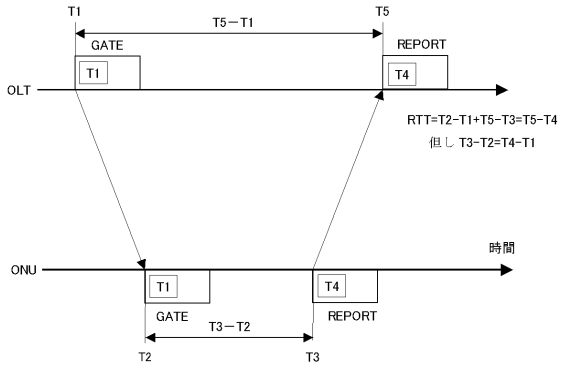 T1
T5
T5－T1
GATE
REPORT
T1
T4
OLT
RTT=T2-T1+T5-T3=T5-T4
但し T3-T2=T4-T1
時間
ONU
T1
T4
GATE
REPORT
T3－T2
T2
T3